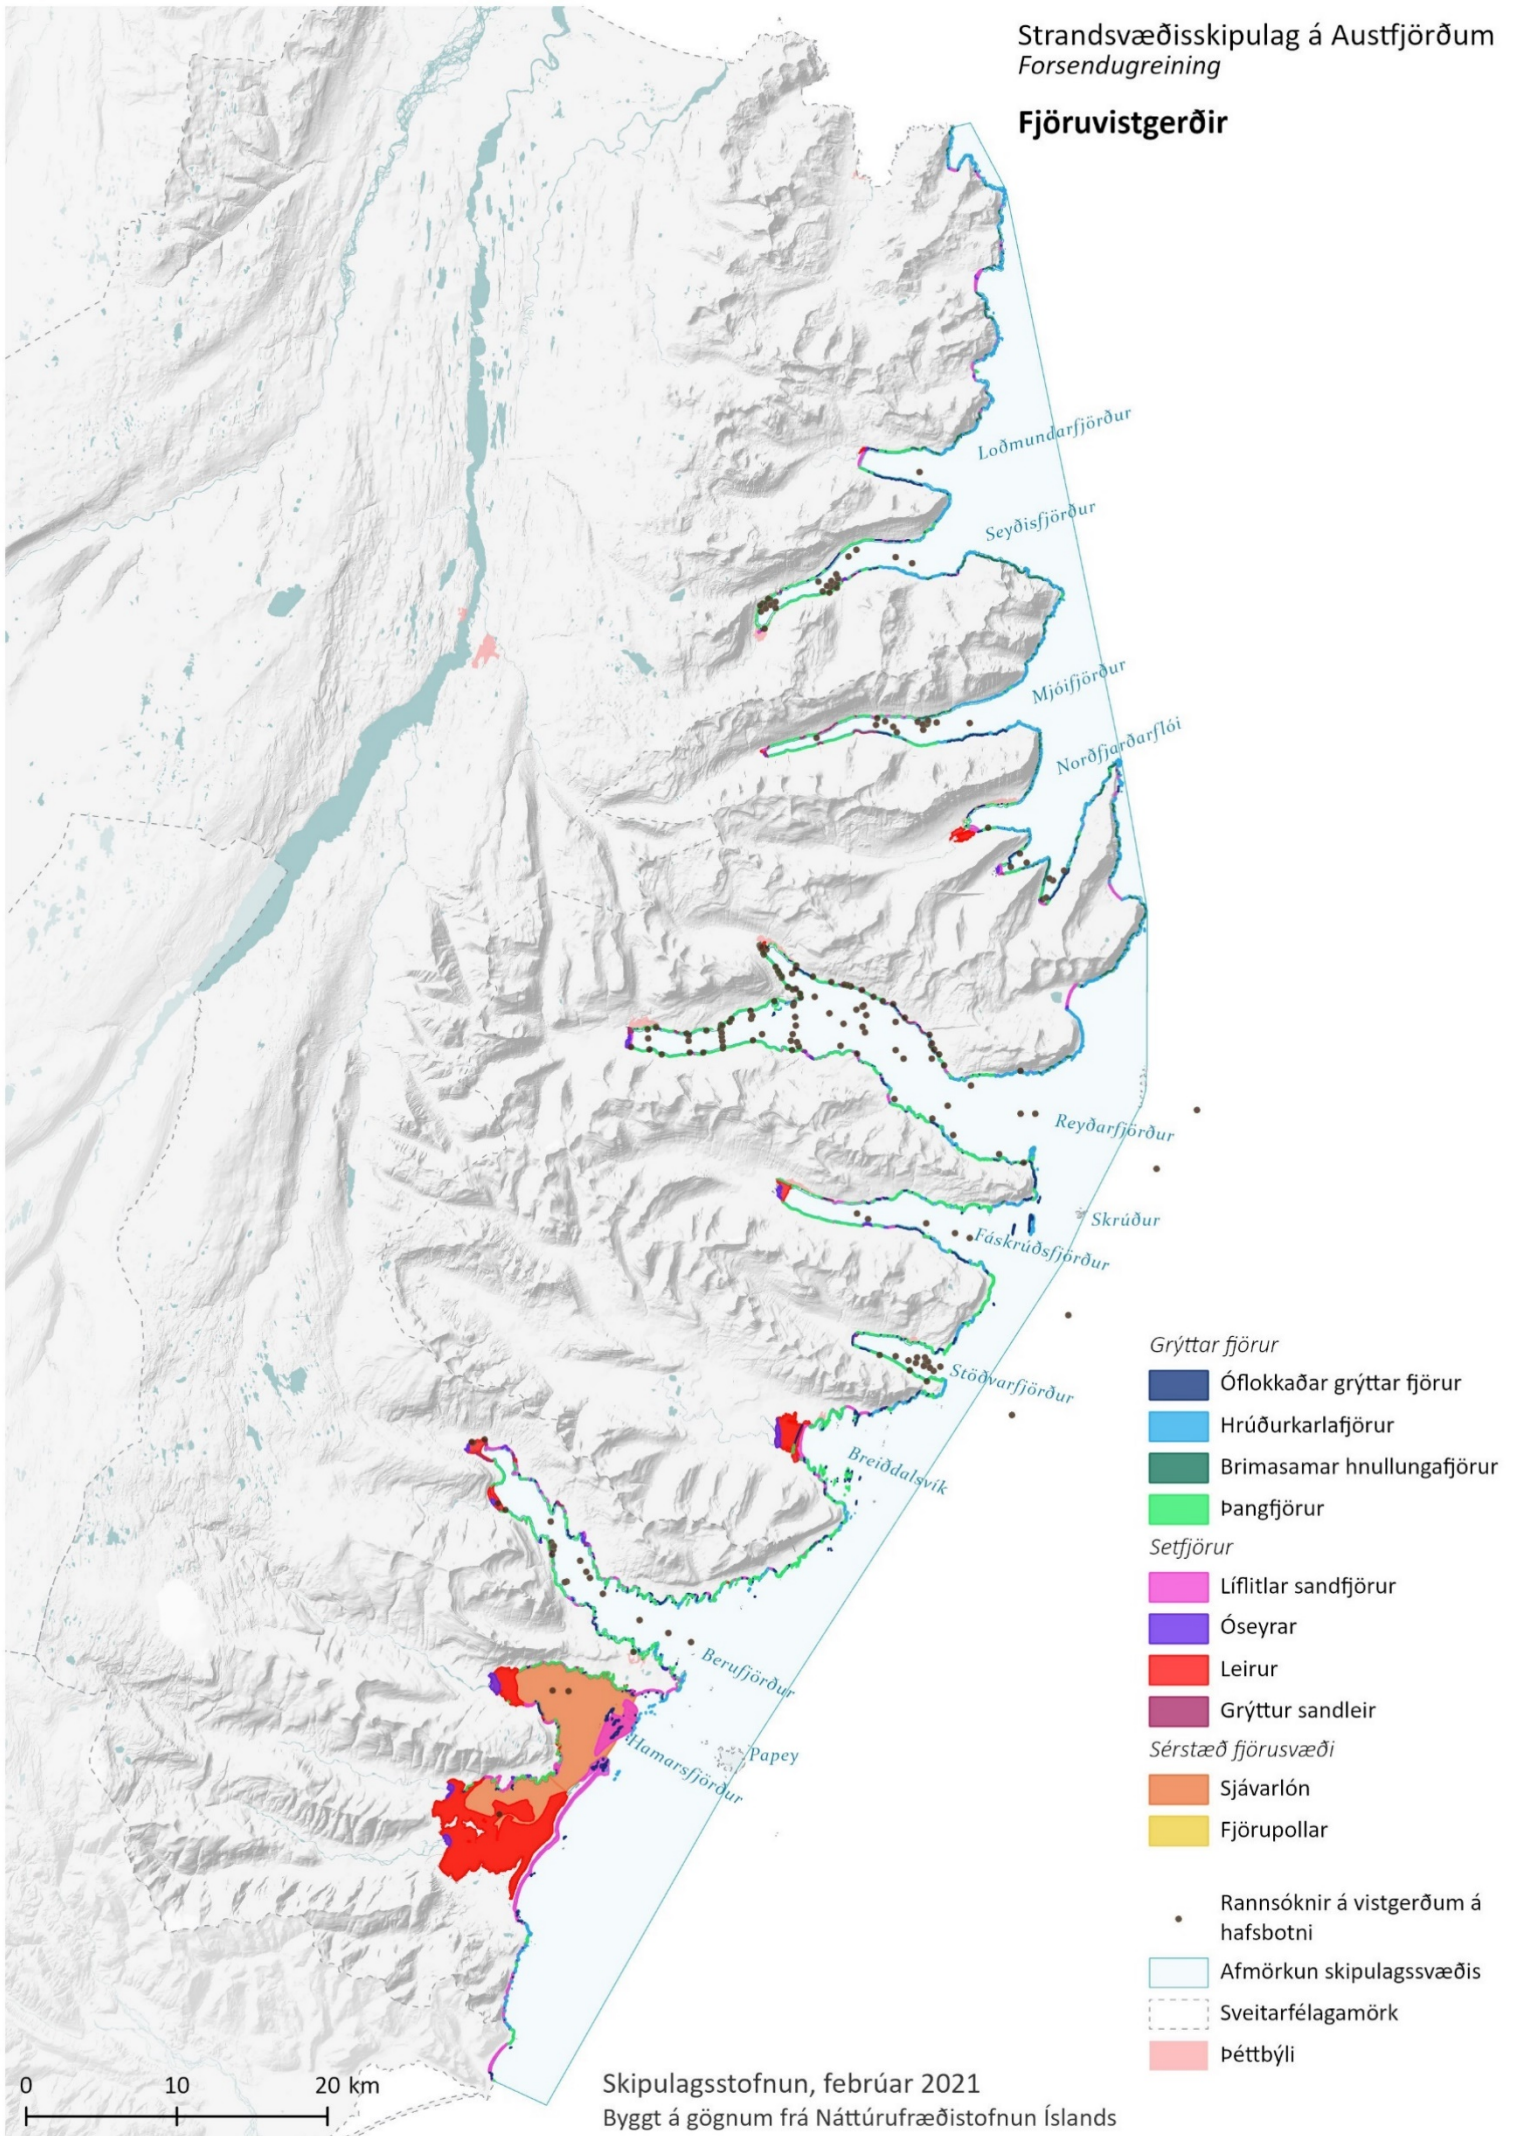 Strandsvæðisskipulag á Austfjörðum
Forsendugreining
Fjöruvistgerðir
Loðmundarfjörður
Seyðisfjörður
Mjóifjörður
Norðfjarðarflói
Reyðarfjörður
Skrúður
Fáskrúðsfjörður
Stöðvarfjörður
Breiðdalsvík
Berufjörður
Papey
Hamarsfjörður
Grýttar fjörur
Óflokkaðar grýttar fjörur
Hrúðurkarlafjörur
Brimasamar hnullungafjörur
Þangfjörur
Setfjörur
Líflitlar sandfjörur
Óseyrar
Leirur
Grýttur sandleir
Sérstæð fjörusvæði
Sjávarlón
Fjörupollar
Rannsóknir á vistgerðum á
hafsbotni
Afmörkun skipulagssvæðis
Sveitarfélagamörk
Þéttbýli
0 10 20 km
Skipulagsstofnun, febrúar 2021
Byggt á gögnum frá Náttúrufræðistofnun Íslands